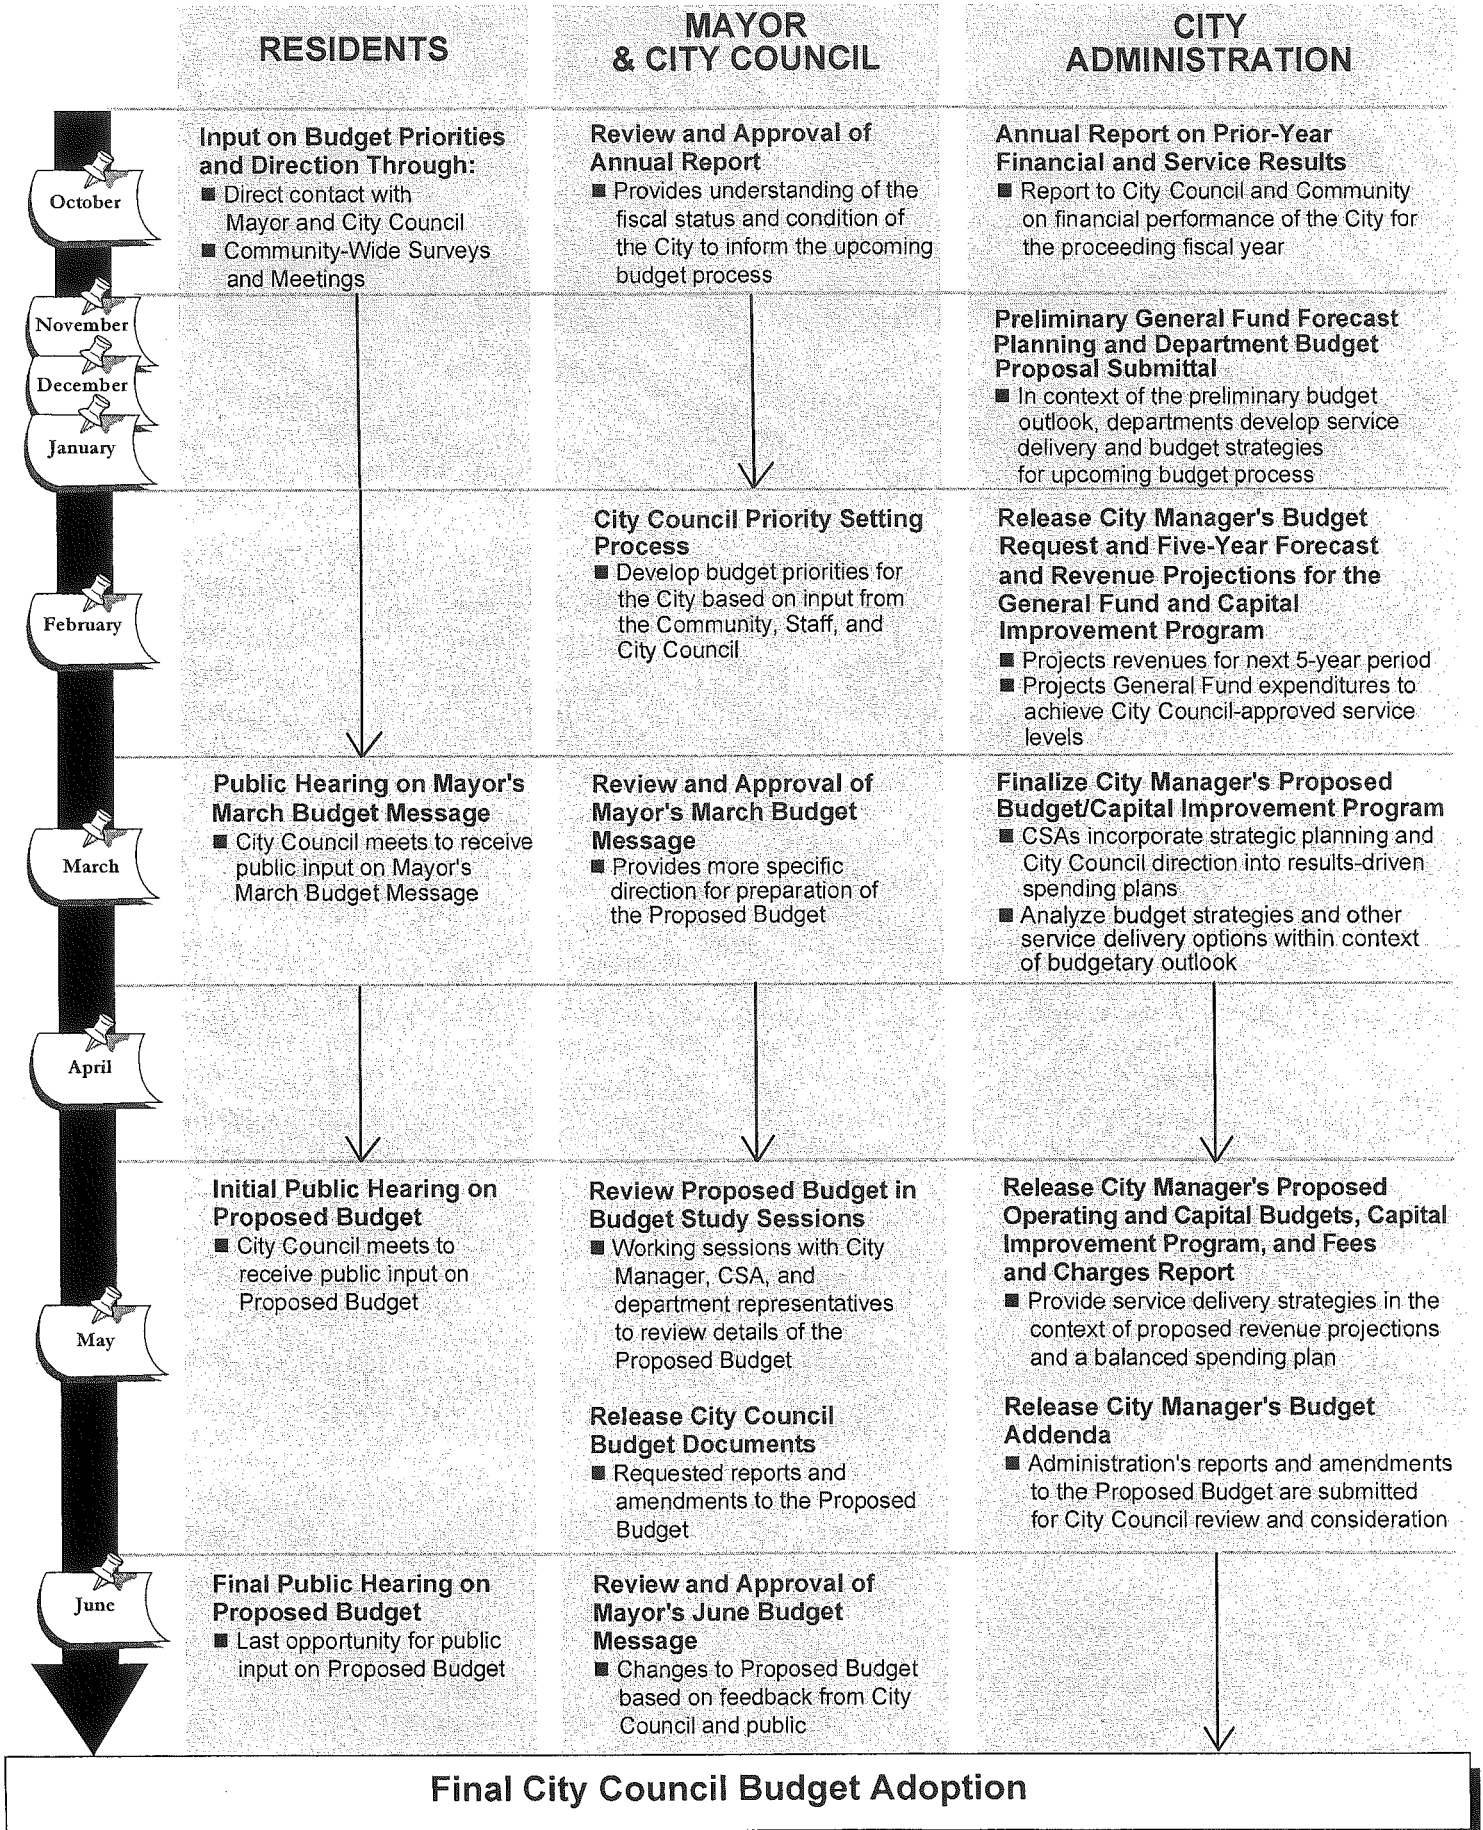 RESIDENTS
MAYOR
& CITY COUNCIL
CITY
ADMINISTRATION
October
Input on Budget Priorities
and Direction Through:
■ Direct contact with
Mayor and City Council
■ Community-Wide Surveys
and Meetings
Review and Approval of
Annual Report
■ Provides understanding of the
fiscal status and condition of
the City to inform the upcoming
budget process
Annual Report on Prior-Year
Financial and Service Results
■ Report to City Council and Community
on financial performance of the City for
the proceeding fiscal year
November
December
January
Preliminary General Fund Forecast
Planning and Department Budget
Proposal Submittal
■ In context of the preliminary budget
outlook, departments develop service
delivery and budget strategies
for upcoming budget process
February
City Council Priority Setting
Process
■ Develop budget priorities for
the City based on input from
the Community, Staff, and
City Council
Release City Manager's Budget
Request and Five-Year Forecast
and Revenue Projections for the
General Fund and Capital
Improvement Program
■ Projects revenues for next 5-year period
■ Projects General Fund expenditures to
achieve City Council-approved service
levels
March
Public Hearing on Mayor's
March Budget Message
■ City Council meets to receive
public input on Mayor's
March Budget Message
Review and Approval of
Mayor's March Budget
Message
■ Provides more specific
direction for preparation of
the Proposed Budget
Finalize City Manager's Proposed
Budget/Capital Improvement Program
■ CSAs incorporate strategic planning and
City Council direction into results-driven
spending plans
■ Analyze budget strategies and other
service delivery options within context
of budgetary outlook
April
May
Initial Public Hearing on
Proposed Budget
■ City Council meets to
receive public input on
Proposed Budget
Review Proposed Budget in
Budget Study Sessions
■ Working sessions with City
Manager, CSA, and
department representatives
to review details of the
Proposed Budget
Release City Council
Budget Documents
■ Requested reports and
amendments to the Proposed
Budget
Release City Manager's Proposed
Operating and Capital Budgets, Capital
Improvement Program, and Fees
and Charges Report
■ Provide service delivery strategies in the
context of proposed revenue projections
and a balanced spending plan
Release City Manager's Budget
Addenda
■ Administration's reports and amendments
to the Proposed Budget are submitted
for City Council review and consideration
June
Final Public Hearing on
Proposed Budget
■ Last opportunity for public
input on Proposed Budget
Review and Approval of
Mayor's June Budget
Message
■ Changes to Proposed Budget
based on feedback from City
Council and public
Final City Council Budget Adoption